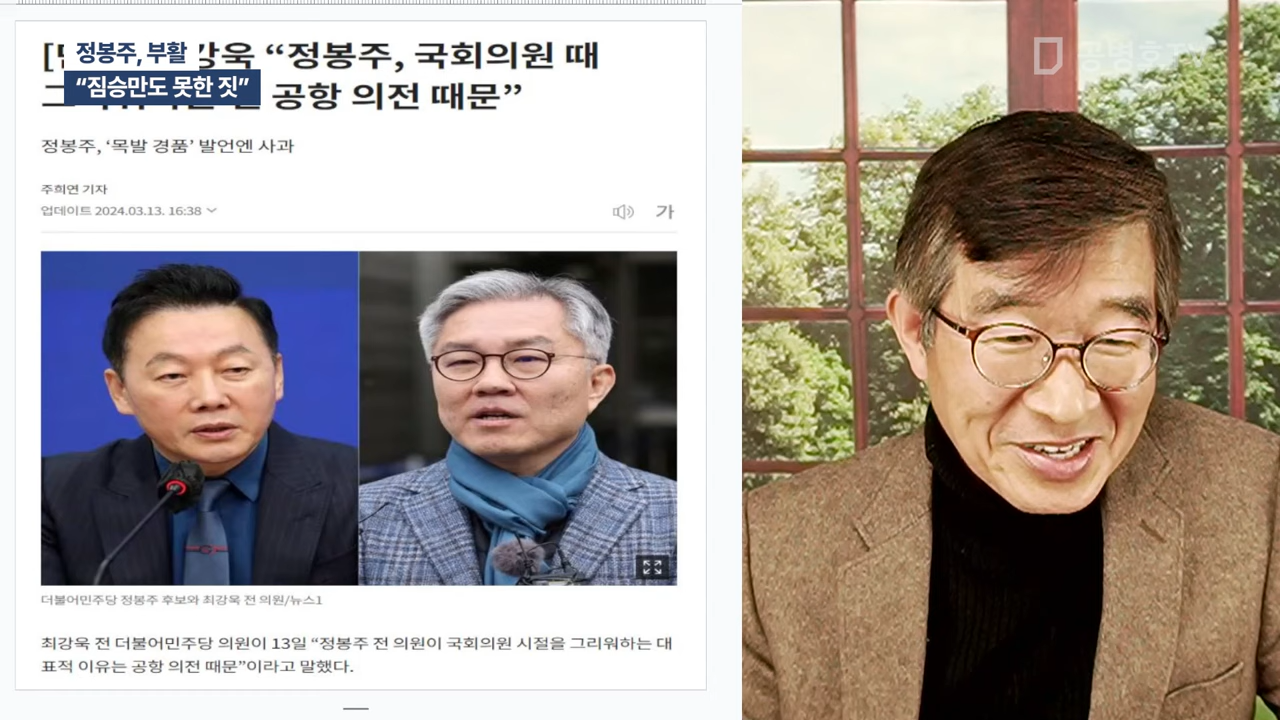 정봉주, 부활
“짐승만도 못한 짓”
강욱 “정봉주, 국회의원 때
공항 의전 때문”
정봉주, ‘목발 경품’ 발언엔 사과
주희연 기자
업데이트 2024.03.13. 16:38
가
더불어민주당 정봉주 후보와 최강욱 전 의원/뉴스1
최강욱 전 더불어민주당 의원이 13일 “정봉주 전 의원이 국회의원 시절을 그리워하는 대
표적 이유는 공항 의전 때문”이라고 말했다.
공병호TV